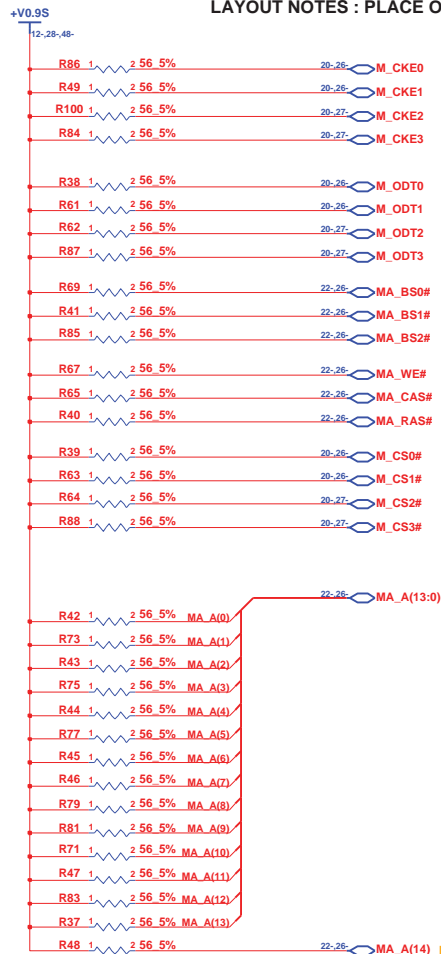 LAYOUT NOTES : PLACE O
+V0.9S
12-,28-,48-
R86 1 2 56_5% 20-,26- M_CKE0
R49 1 2 56_5% 20-,26- M_CKE1
R100 1 2 56_5% 20-,27- M_CKE2
R84 1 2 56_5% 20-,27- M_CKE3
R38 1 2 56_5% 20-,26- M_ODT0
R61 1 2 56_5% 20-,26- M_ODT1
R62 1 2 56_5% 20-,27- M_ODT2
R87 1 2 56_5% 20-,27- M_ODT3
R69 1 2 56_5% 22-,26- MA_BS0#
R41 1 2 56_5% 22-,26- MA_BS1#
R85 1 2 56_5% 22-,26- MA_BS2#
R67 1 2 56_5% 22-,26- MA_WE#
R65 1 2 56_5% 22-,26- MA_CAS#
R40 1 2 56_5% 22-,26- MA_RAS#
R39 1 2 56_5% 20-,26- M_CS0#
R63 1 2 56_5% 20-,26- M_CS1#
R64 1 2 56_5% 20-,27- M_CS2#
R88 1 2 56_5% 20-,27- M_CS3#
22-,26- MA_A(13:0)
R42 1 2 56_5% MA_A(0)
R73 1 2 56_5% MA_A(1)
R43 1 2 56_5% MA_A(2)
R75 1 2 56_5% MA_A(3)
R44 1 2 56_5% MA_A(4)
R77 1 2 56_5% MA_A(5)
R45 1 2 56_5% MA_A(6)
R46 1 2 56_5% MA_A(7)
R79 1 2 56_5% MA_A(8)
R81 1 2 56_5% MA_A(9)
R71 1 2 56_5% MA_A(10)
R47 1 2 56_5% MA_A(11)
R83 1 2 56_5% MA_A(12)
R37 1 2 56_5% MA_A(13)
R48 1 2 56_5% 22-,26- MA_A(14)